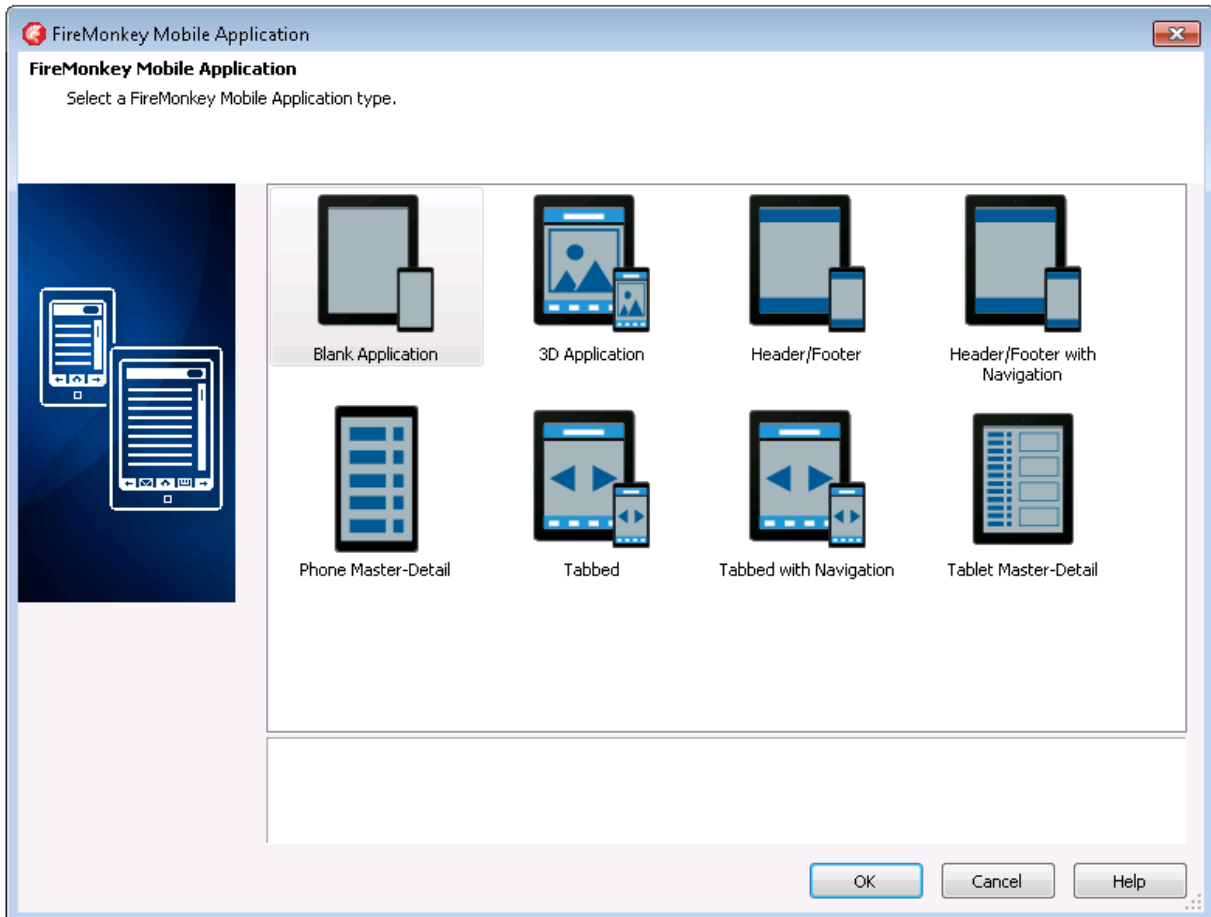 FireMonkey Mobile Application
FireMonkey Mobile Application
Select a FireMonkey Mobile Application type.
Blank Application
3D Application
Header/Footer
Header/Footer with
Navigation
Phone Master-Detail
Tabbed
Tabbed with Navigation
Tablet Master-Detail
OK
Cancel
Help